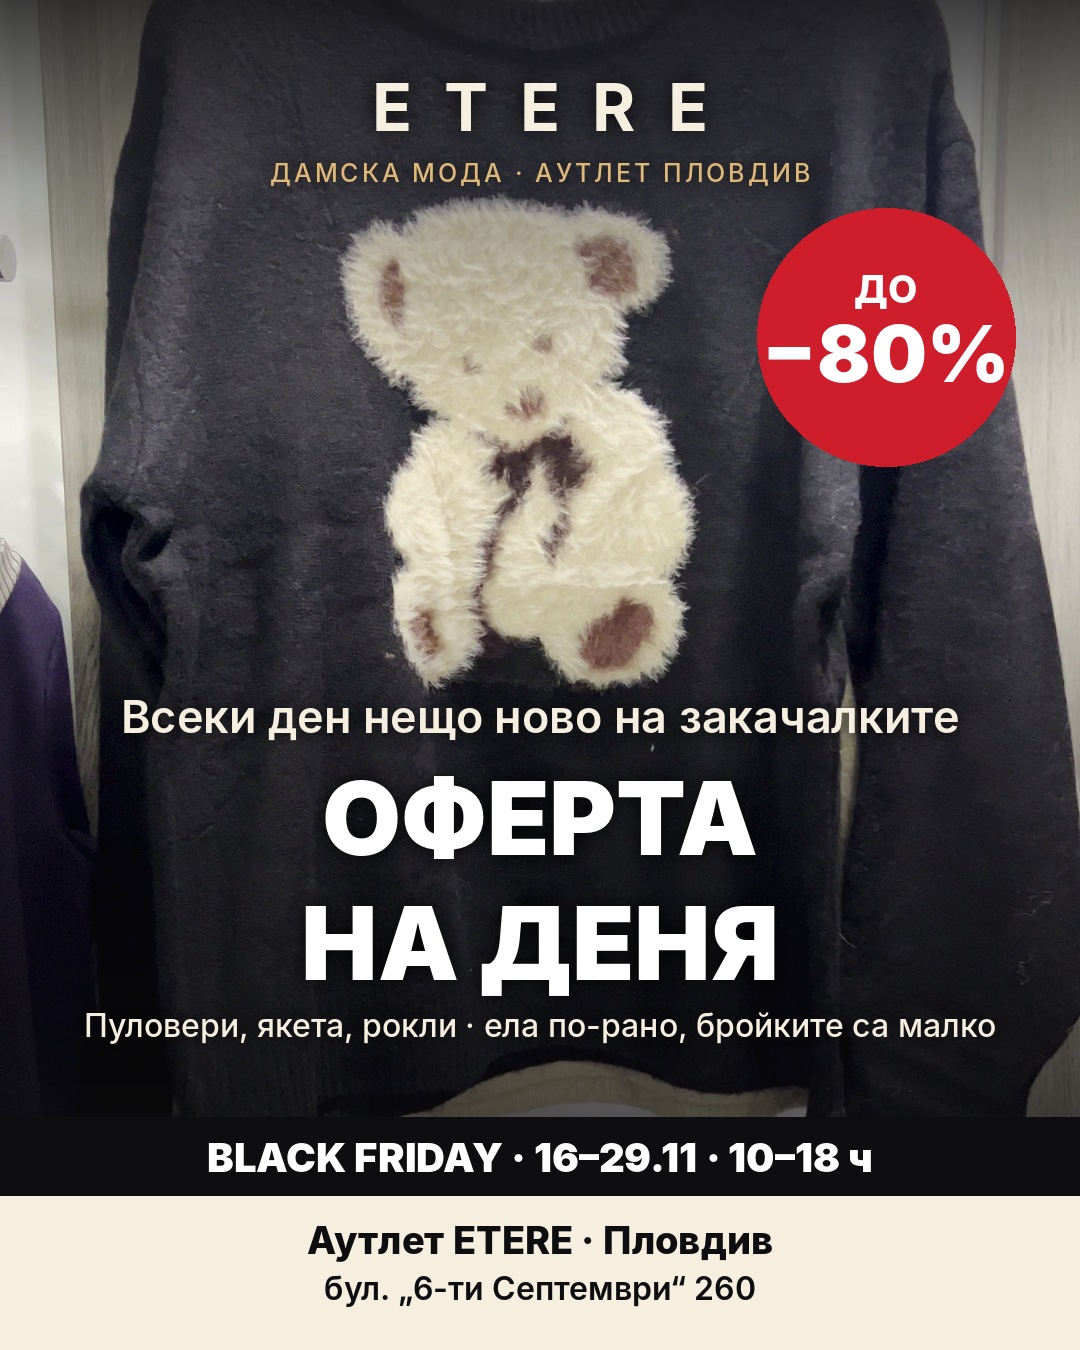 ETERE
ДАМСКА МОДА · АУТЛЕТ ПЛОВДИВ
ДО
–80%
Всеки ден нещо ново на закачалките
ОФЕРТА
НА ДЕНЯ
Пуловери, якета, рокли · ела по-рано, бройките са малко
BLACK FRIDAY · 16–29.11 · 10–18 ч
Аутлет ETERE · Пловдив
бул. „6-ти Септември“ 260